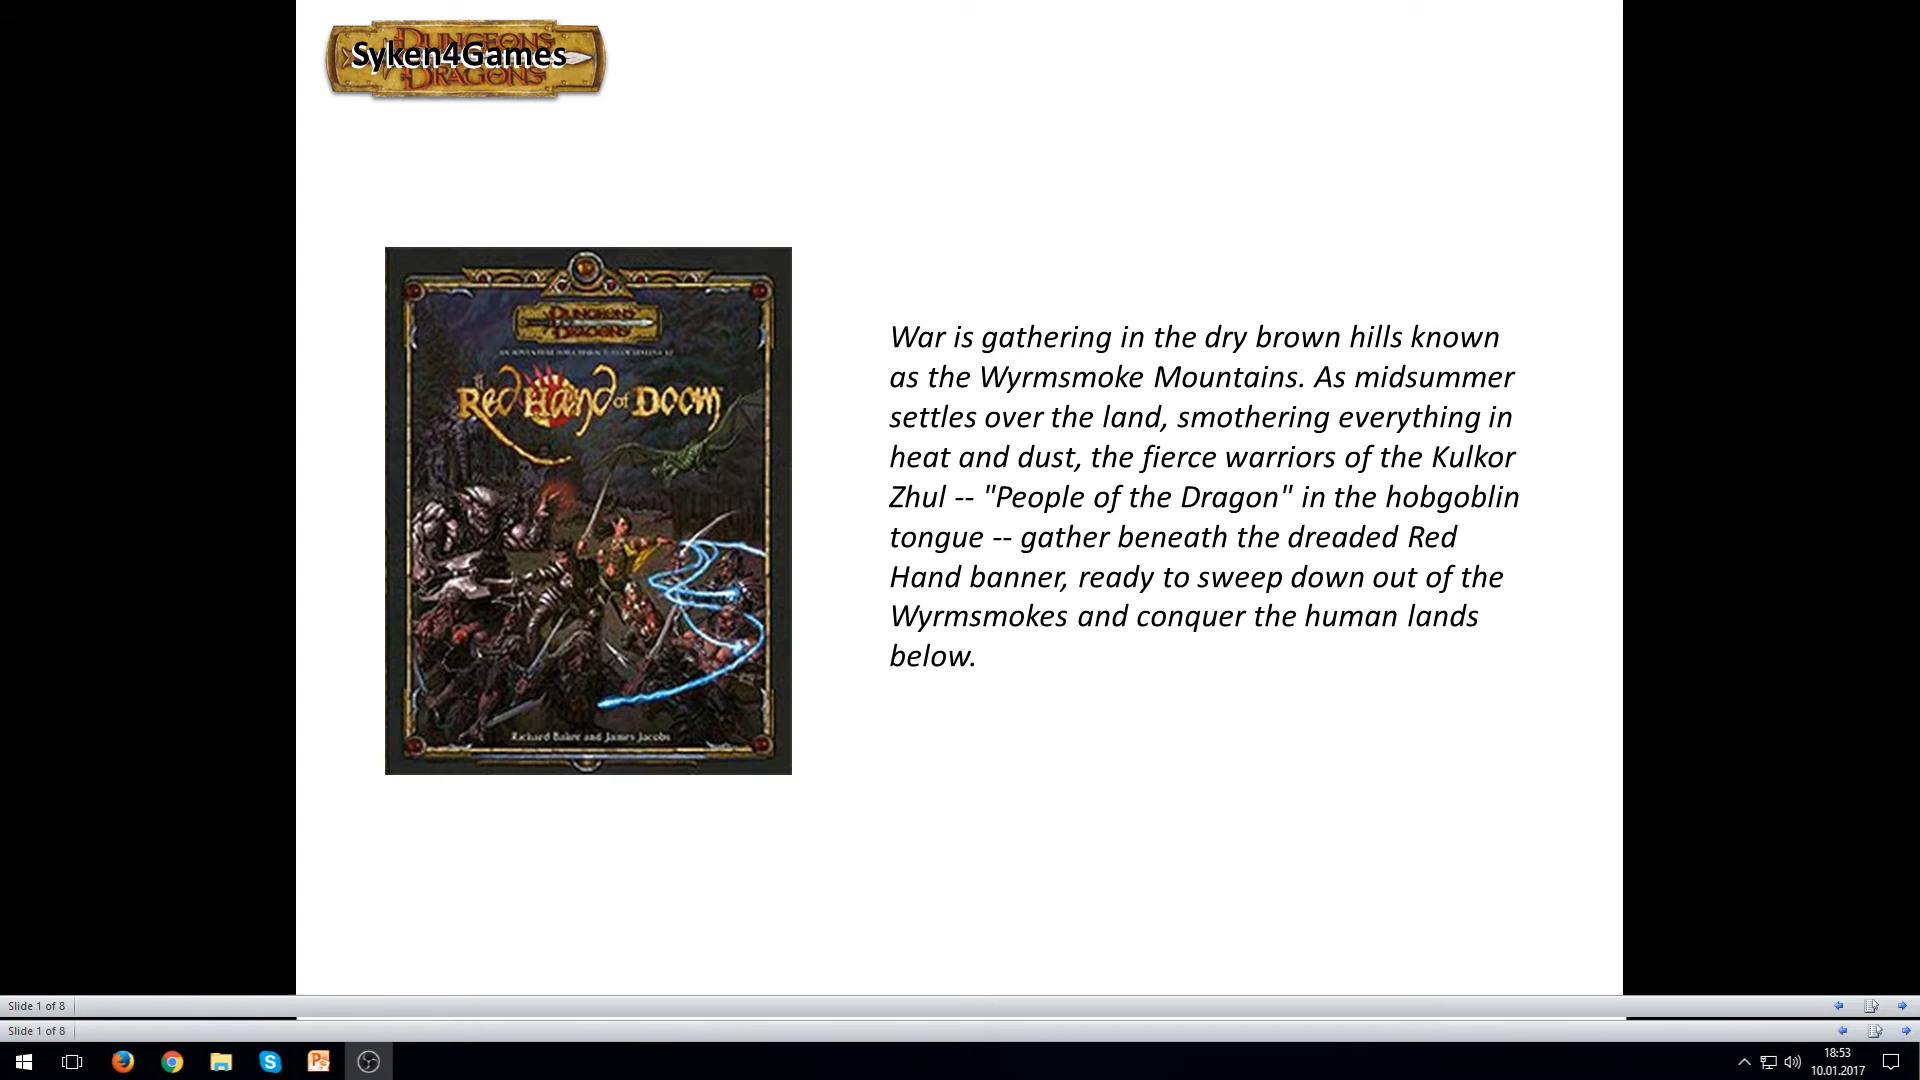 DUNGEONS
Syken4Games
DRAGONS
DUNGEONS
DRAGONS
Red Hand of Doom
Richard Baker and James Jacobs
War is gathering in the dry brown hills known
as the Wyrmsmoke Mountains. As midsummer
settles over the land, smothering everything in
heat and dust, the fierce warriors of the Kulkor
Zhul -- "People of the Dragon" in the hobgoblin
tongue -- gather beneath the dreaded Red
Hand banner, ready to sweep down out of the
Wyrmsmokes and conquer the human lands
below.
Slide 1 of 8
Slide 1 of 8
18:53
10.01.2017